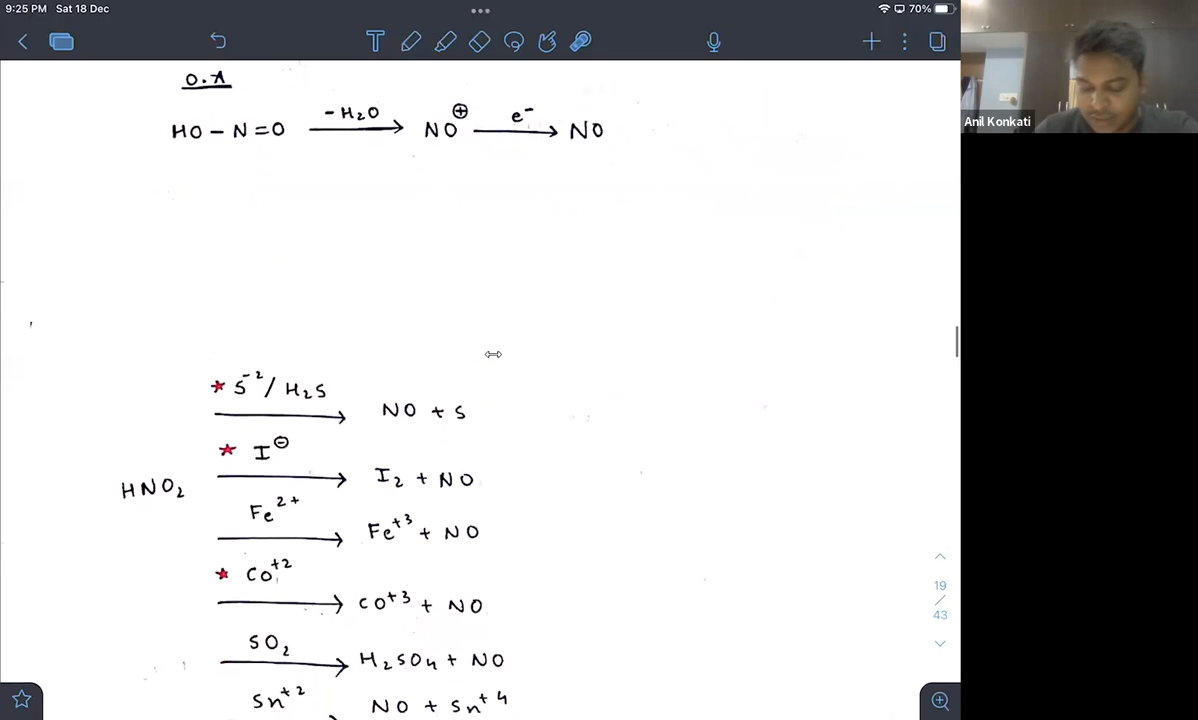 9:25 PM Sat 18 Dec
70%
T
Anil Konkati
O.A
HO - N = O -H2O NO⊕ e- NO
* S-2 / H2S
NO + S
* I⊖
I2 + NO
HNO2
Fe2+
Fe+3 + NO
* Co+2
Co+3 + NO
SO2
H2SO4 + NO
Sn+2
NO + Sn+4
19
/
43